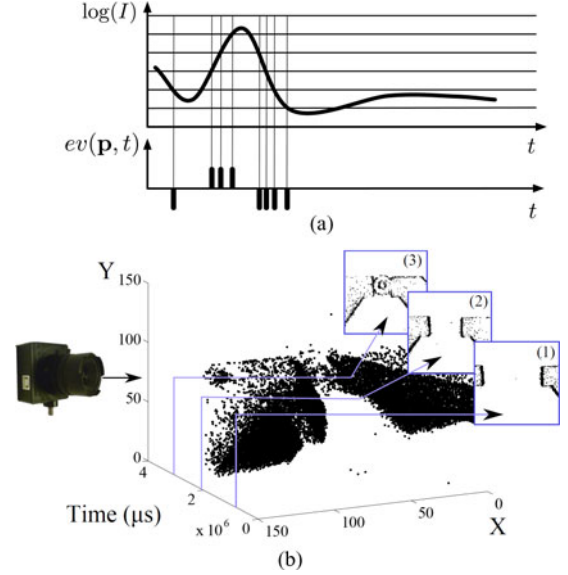 log(I)
t
ev(p, t)
t
(a)
Y
150
100
50
0
(3)
(2)
(1)
4
2
0
Time (μs)
x 10⁶
150
100
50
0
X
(b)